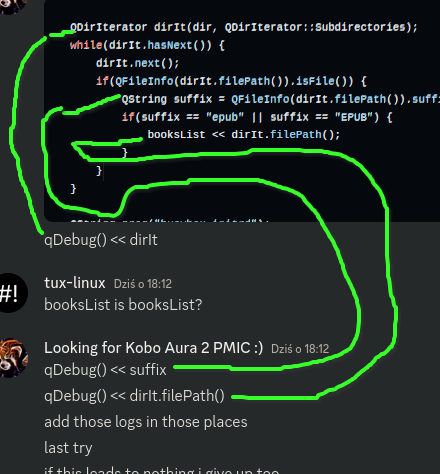 QDirIterator dirIt(dir, QDirIterator::Subdirectories);
while(dirIt.hasNext()) {
dirIt.next();
if(QFileInfo(dirIt.filePath()).isFile()) {
QString suffix = QFileInfo(dirIt.filePath()).suff
if(suffix == "epub" || suffix == "EPUB") {
booksList << dirIt.filePath();
}
}
}
qDebug() << dirIt
#!
tux-linux Dziś o 18:12
booksList is booksList?
Looking for Kobo Aura 2 PMIC :) Dziś o 18:12
qDebug() << suffix
qDebug() << dirIt.filePath()
add those logs in those places
last try
if this leads to nothing i give up too